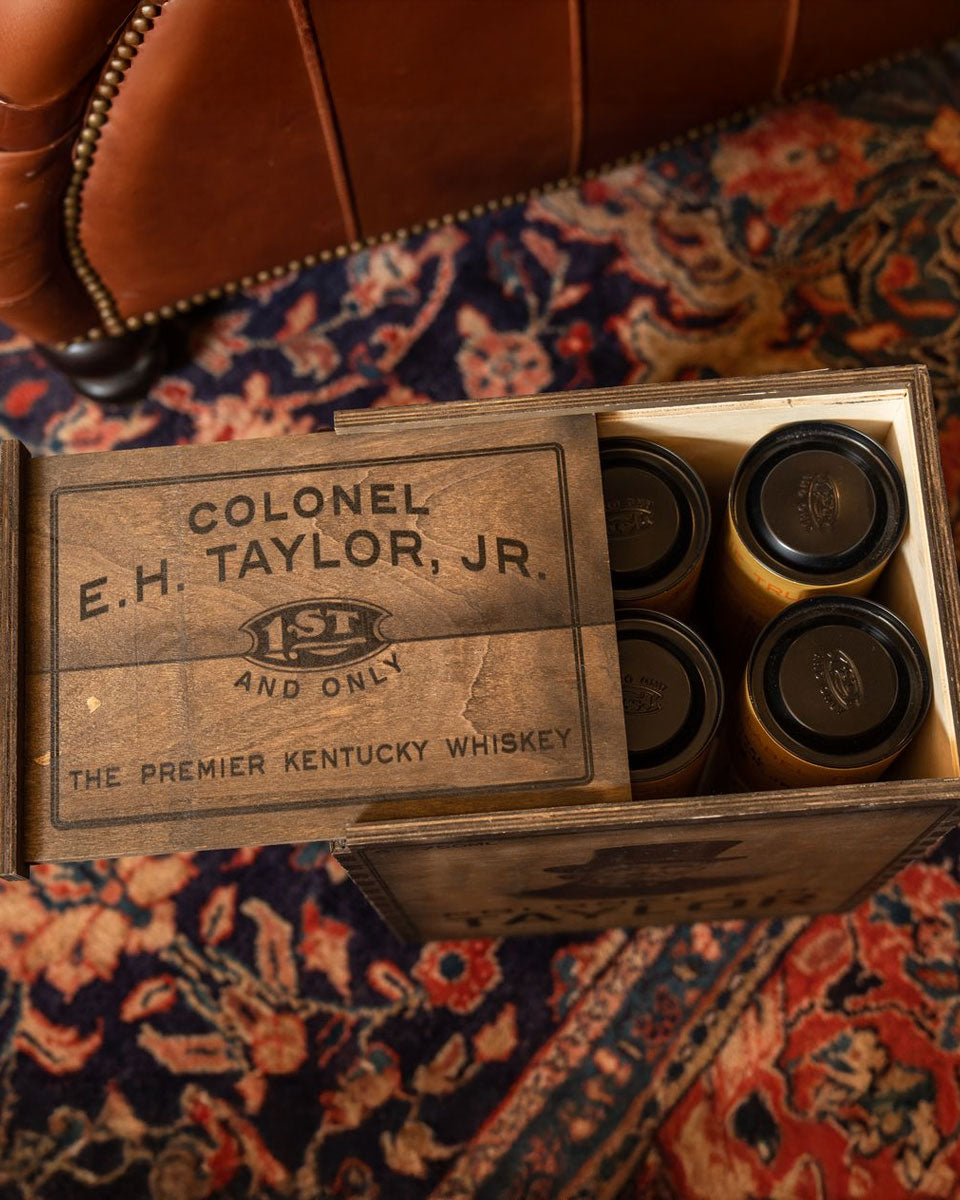 COLONEL
E.H. TAYLOR, JR.
1ST
AND ONLY
THE PREMIER KENTUCKY WHISKEY
TAYLOR